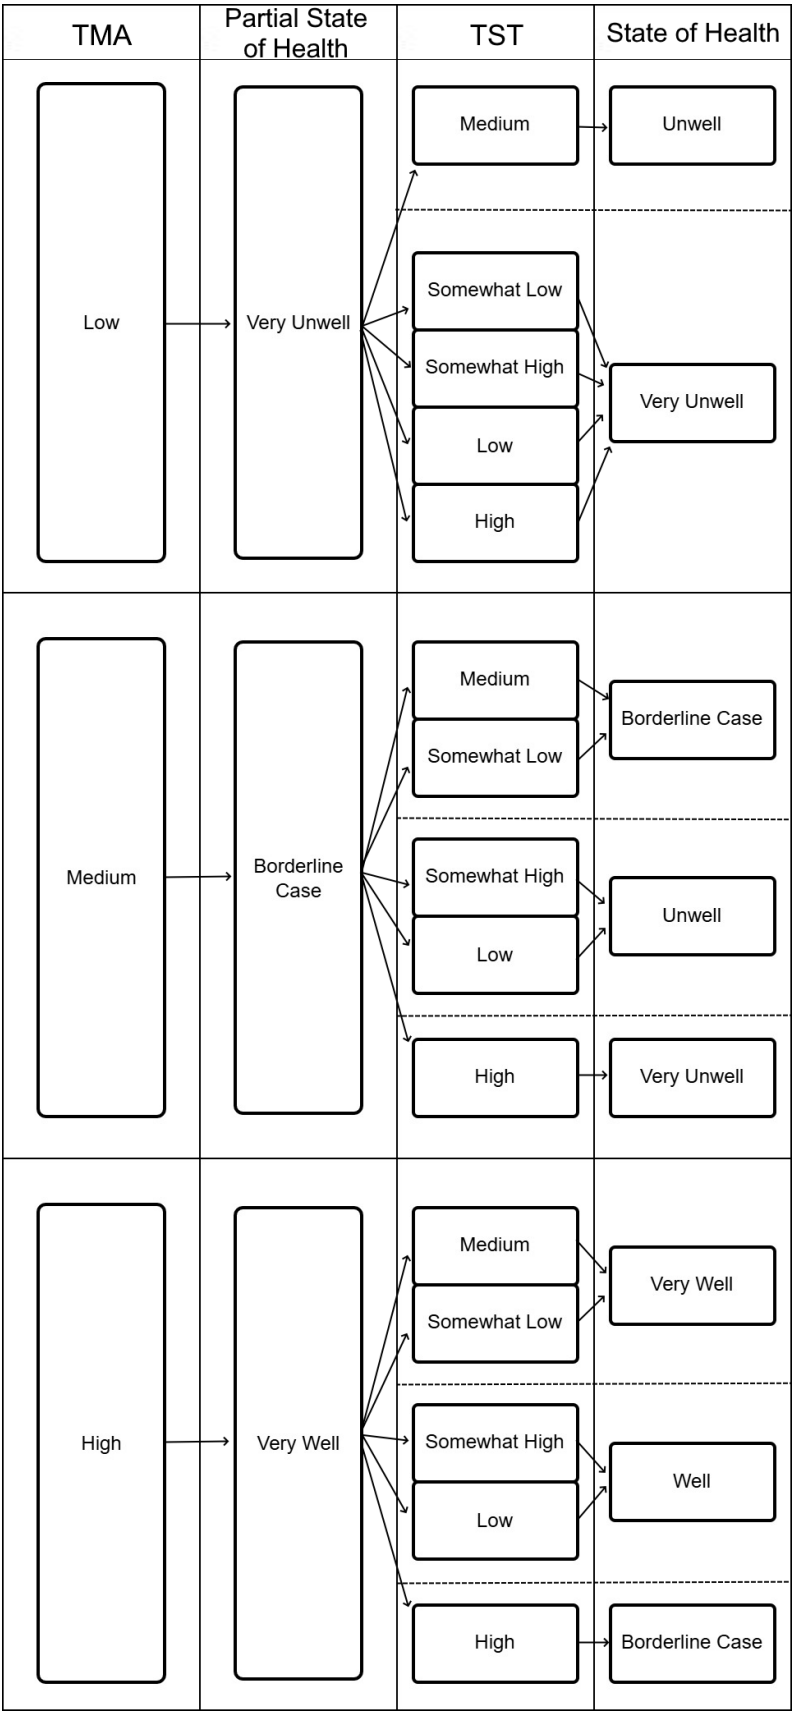 TMA
Partial State
of Health
TST
State of Health
Low
Very Unwell
Medium
Unwell
Somewhat Low
Somewhat High
Low
High
Very Unwell
Medium
Borderline
Case
Medium
Somewhat Low
Borderline Case
Somewhat High
Low
Unwell
High
Very Unwell
High
Very Well
Medium
Somewhat Low
Very Well
Somewhat High
Low
Well
High
Borderline Case